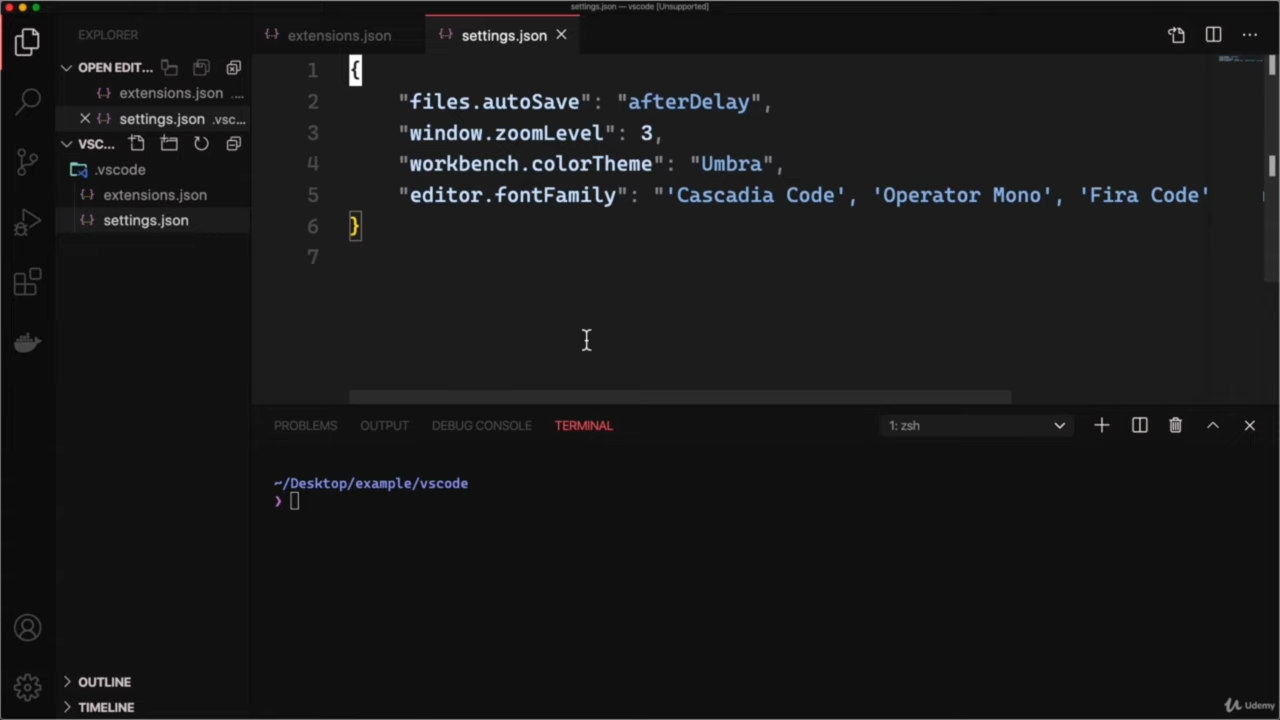 settings.json — vscode [Unsupported]
EXPLORER
extensions.json
settings.json
OPEN EDIT...
extensions.json ...
settings.json .vsc...
VSC...
.vscode
extensions.json
settings.json
1 {
2 "files.autoSave": "afterDelay",
3 "window.zoomLevel": 3,
4 "workbench.colorTheme": "Umbra",
5 "editor.fontFamily": "'Cascadia Code', 'Operator Mono', 'Fira Code'
6 }
7
PROBLEMS
OUTPUT
DEBUG CONSOLE
TERMINAL
1: zsh
~/Desktop/example/vscode
❯
OUTLINE
TIMELINE
Udemy